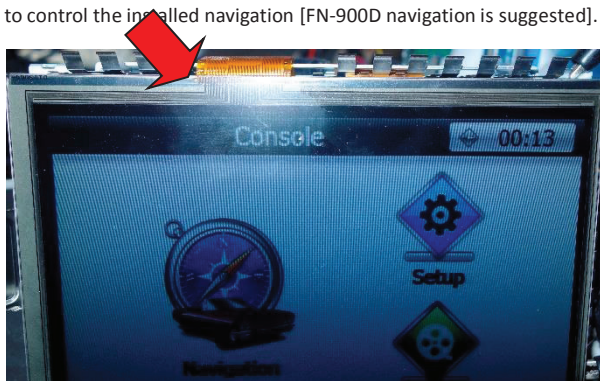 to control the installed navigation [FN-900D navigation is suggested].
Console
00:13
Setup
Navigation